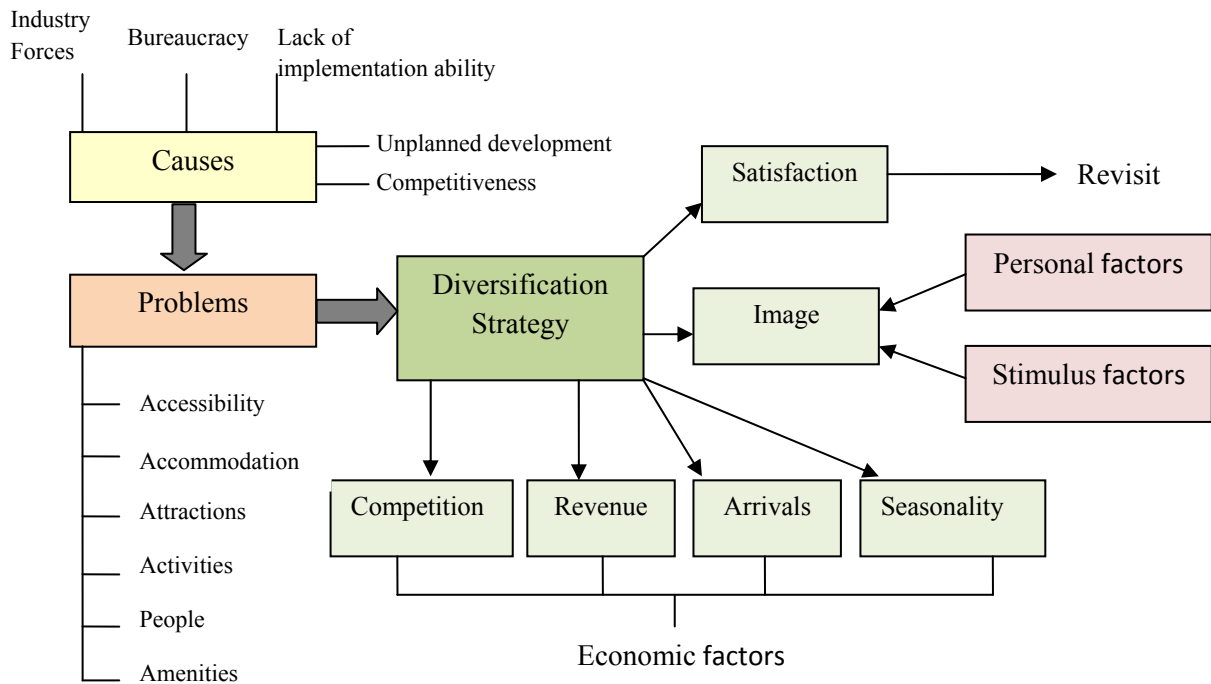 Industry
Forces
Bureaucracy
Lack of
implementation ability
Causes
Unplanned development
Competitiveness
Satisfaction
Revisit
Problems
Diversification
Strategy
Image
Personal factors
Stimulus factors
Accessibility
Accommodation
Attractions
Activities
People
Amenities
Competition
Revenue
Arrivals
Seasonality
Economic factors